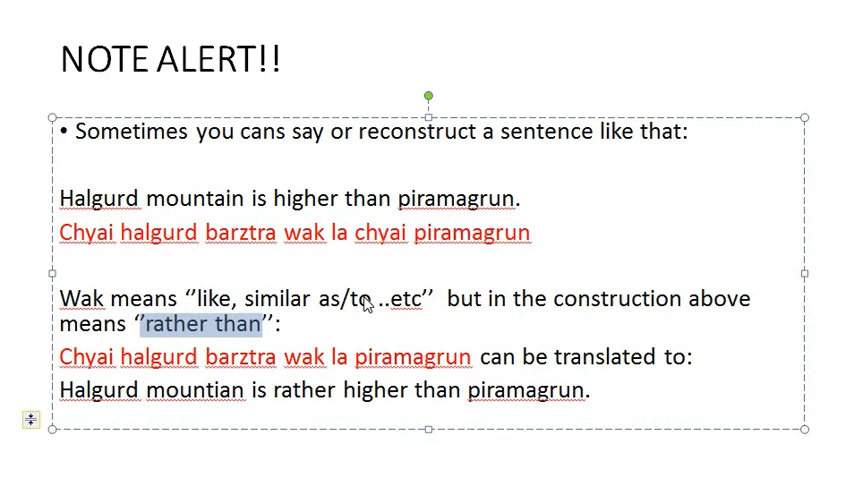 NOTE ALERT!!
• Sometimes you cans say or reconstruct a sentence like that:
Halgurd mountain is higher than piramagrun.
Chyai halgurd barztra wak la chyai piramagrun
Wak means ‘’like, similar as/to ..etc’’ but in the construction above
means ‘’rather than’’:
Chyai halgurd barztra wak la piramagrun can be translated to:
Halgurd mountian is rather higher than piramagrun.